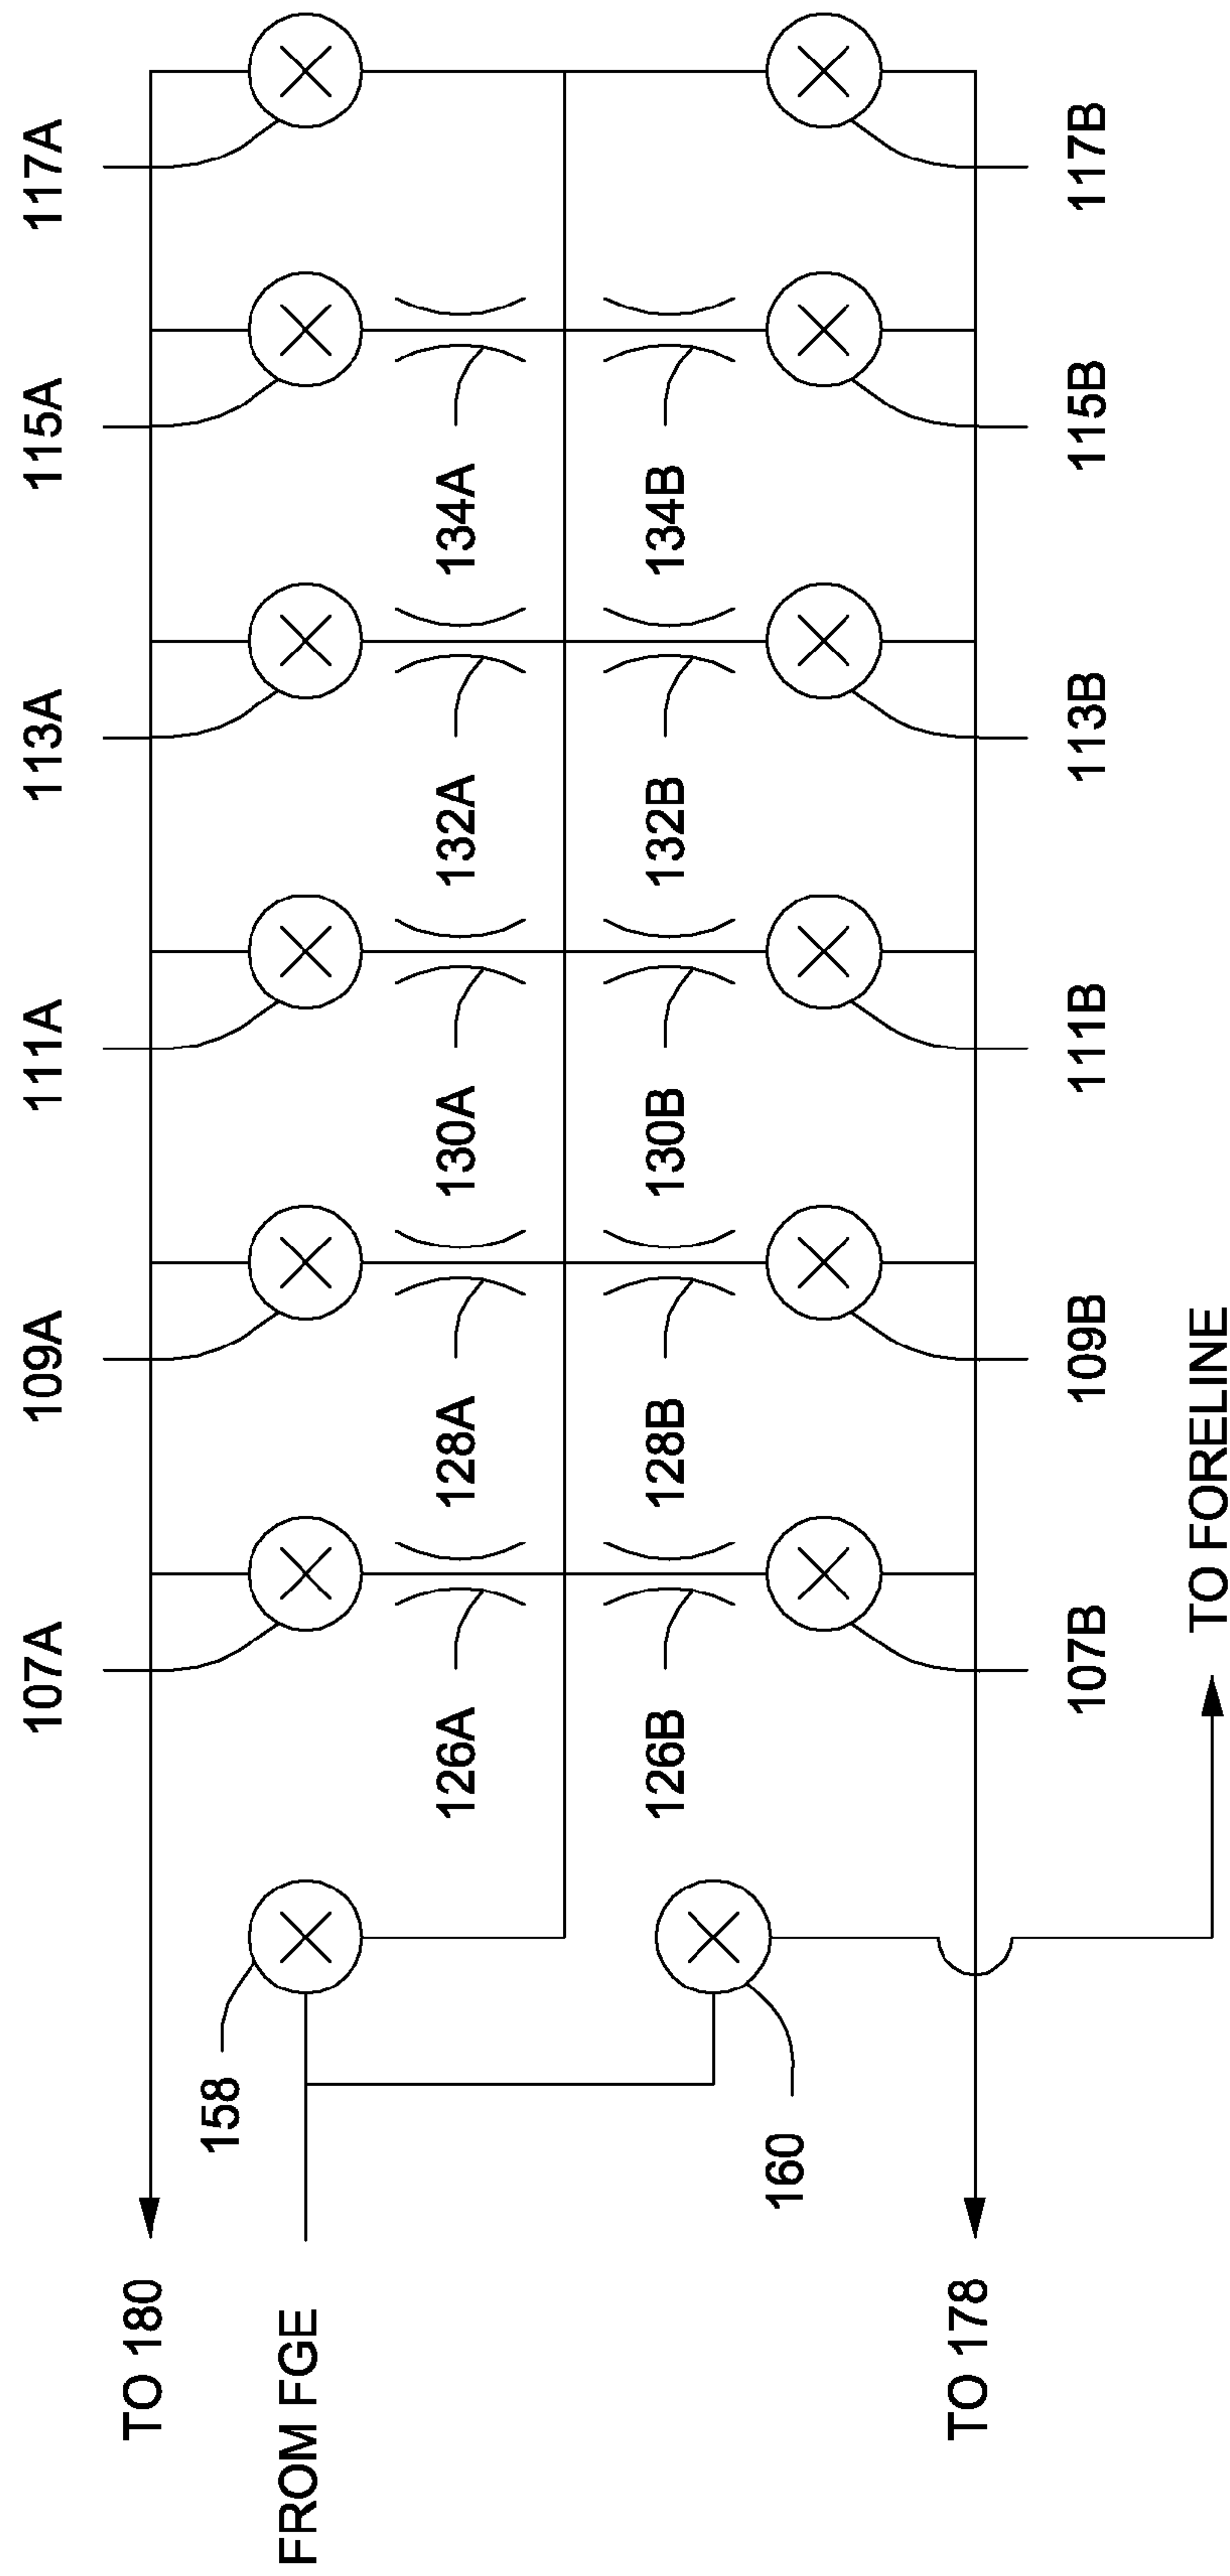 107A
109A
111A
113A
115A
117A
126A
128A
130A
132A
134A
126B
128B
130B
132B
134B
107B
109B
111B
113B
115B
117B
158
160
TO 180
FROM FGE
TO 178
TO FORELINE